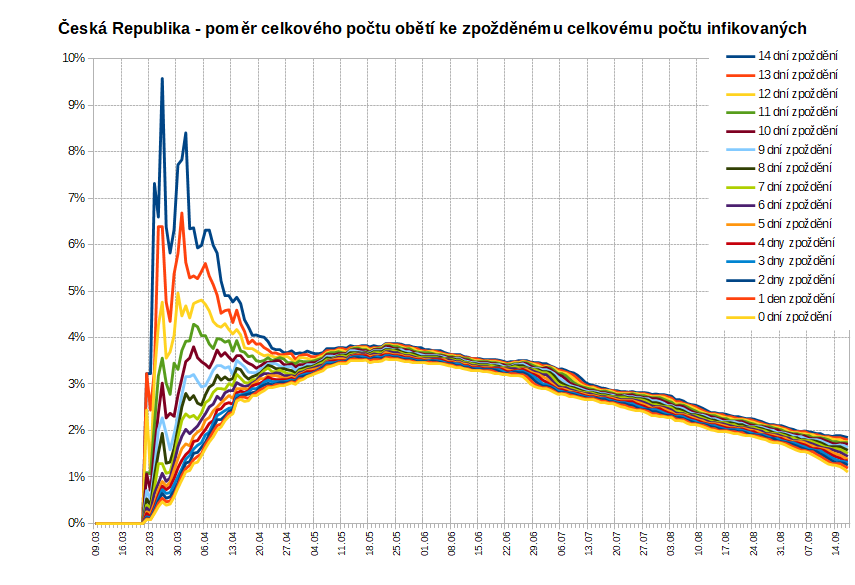 Česká Republika - poměr celkového počtu obětí ke zpožděnému celkovému počtu infikovaných
10%
9%
8%
7%
6%
5%
4%
3%
2%
1%
0%
14 dní zpoždění
13 dní zpoždění
12 dní zpoždění
11 dní zpoždění
10 dní zpoždění
9 dní zpoždění
8 dní zpoždění
7 dní zpoždění
6 dní zpoždění
5 dní zpoždění
4 dny zpoždění
3 dny zpoždění
2 dny zpoždění
1 den zpoždění
0 dní zpoždění
09.03
16.03
23.03
30.03
06.04
13.04
20.04
27.04
04.05
11.05
18.05
25.05
01.06
08.06
15.06
22.06
29.06
06.07
13.07
20.07
27.07
03.08
10.08
17.08
24.08
31.08
07.09
14.09